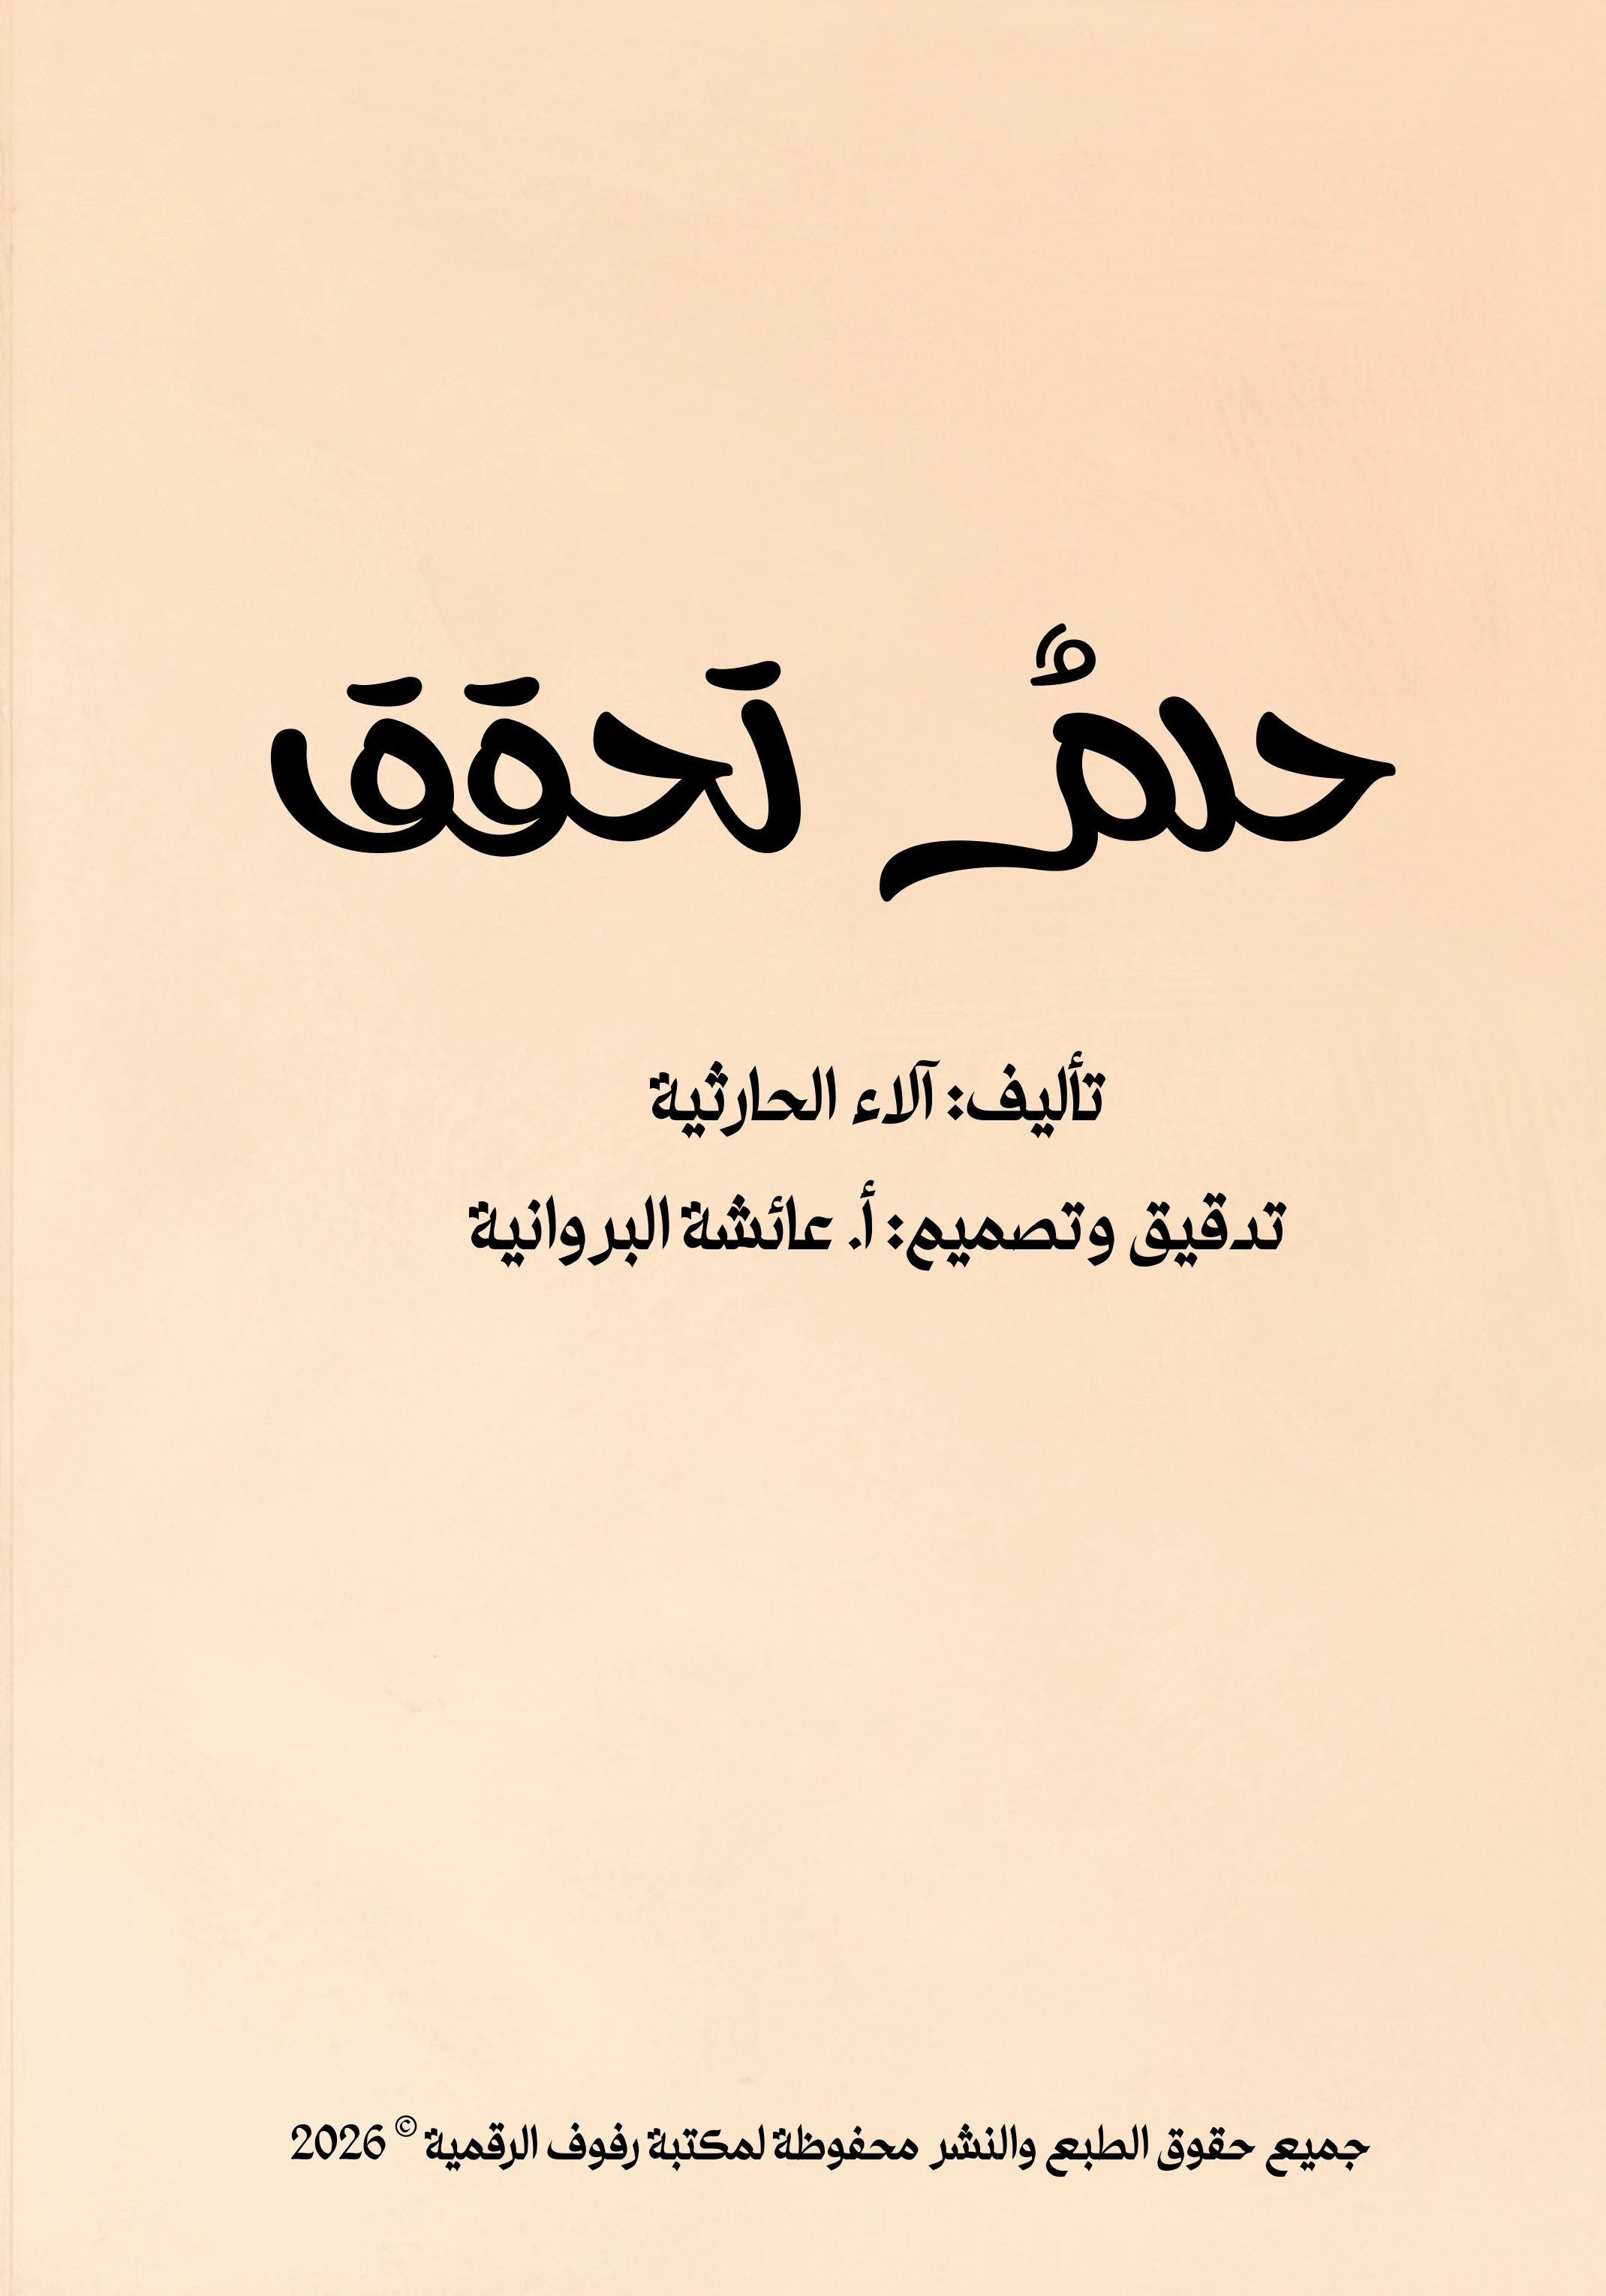 حلمٌ تحقق
تأليف: آلاء الحارثية
تدقيق وتصميم: أ. عائشة البروانية
جميع حقوق الطبع والنشر محفوظة لمكتبة رفوف الرقمية © 2026